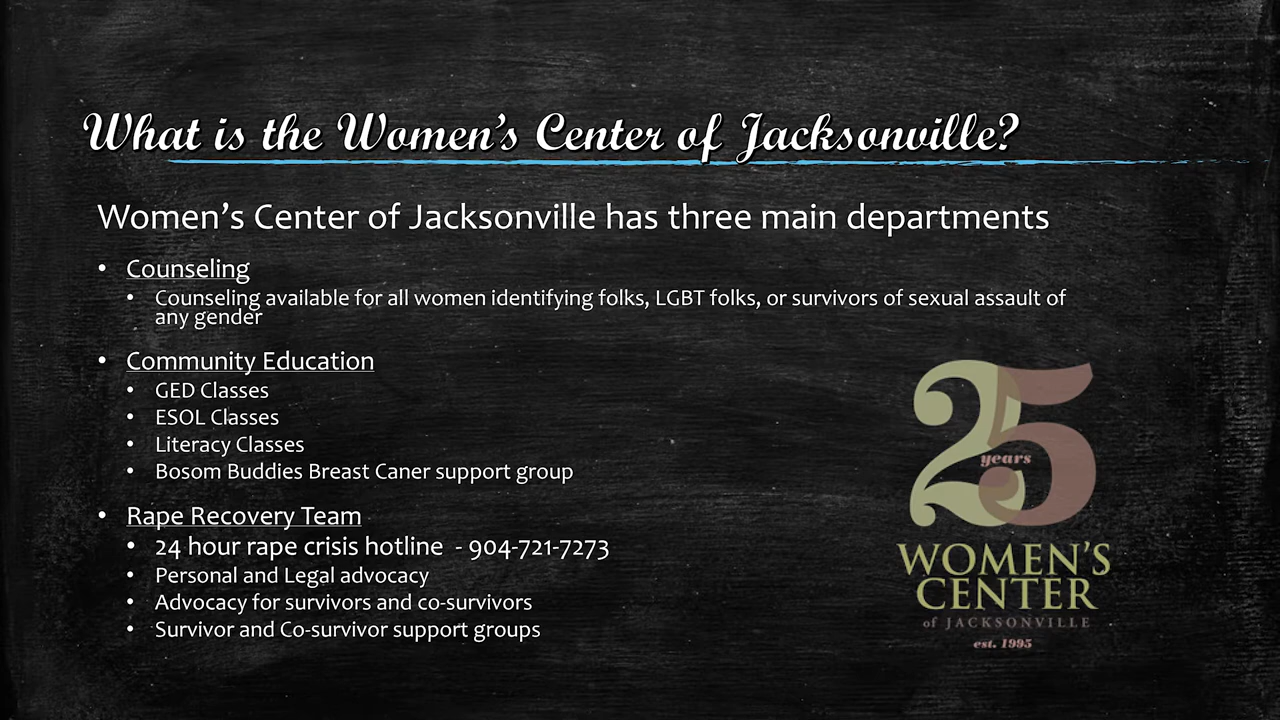 What is the Women's Center of Jacksonville?
Women's Center of Jacksonville has three main departments
• Counseling
• Counseling available for all women identifying folks, LGBT folks, or survivors of sexual assault of
any gender
• Community Education
• GED Classes
• ESOL Classes
• Literacy Classes
• Bosom Buddies Breast Caner support group
• Rape Recovery Team
• 24 hour rape crisis hotline - 904-721-7273
• Personal and Legal advocacy
• Advocacy for survivors and co-survivors
• Survivor and Co-survivor support groups
25
years
WOMEN'S
CENTER
of JACKSONVILLE
est. 1995